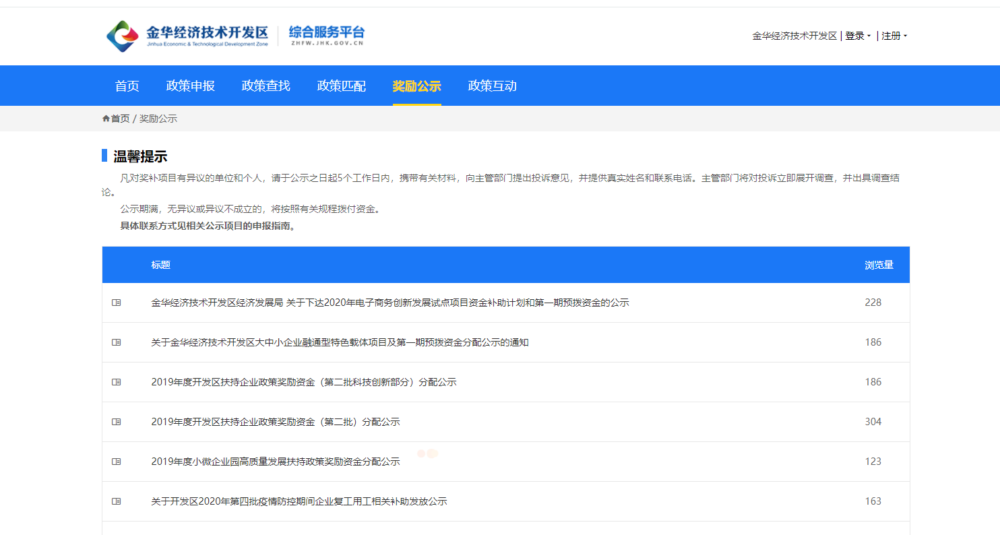 金华经济技术开发区 综合服务平台
Jinhua Economic & Technological Development Zone ZHFW.JHK.GOV.CN
金华经济技术开发区 | 登录 | 注册
首页 政策申报 政策查找 政策匹配 奖励公示 政策互动
首页 / 奖励公示
温馨提示
凡对奖补项目有异议的单位和个人，请于公示之日起5个工作日内，携带有关材料，向主管部门提出投诉意见，并提供真实姓名和联系电话。主管部门将对投诉立即展开调查，并出具调查结
论。
公示期满，无异议或异议不成立的，将按照有关规程拨付资金。
具体联系方式见相关公示项目的申报指南。
标题 浏览量
金华经济技术开发区经济发展局 关于下达2020年电子商务创新发展试点项目资金补助计划和第一期预拨资金的公示 228
关于金华经济技术开发区大中小企业融通型特色载体项目及第一期预拨资金分配公示的通知 186
2019年度开发区扶持企业政策奖励资金（第二批科技创新部分）分配公示 186
2019年度开发区扶持企业政策奖励资金（第二批）分配公示 304
2019年度小微企业园高质量发展扶持政策奖励资金分配公示 123
关于开发区2020年第四批疫情防控期间企业复工用工相关补助发放公示 163